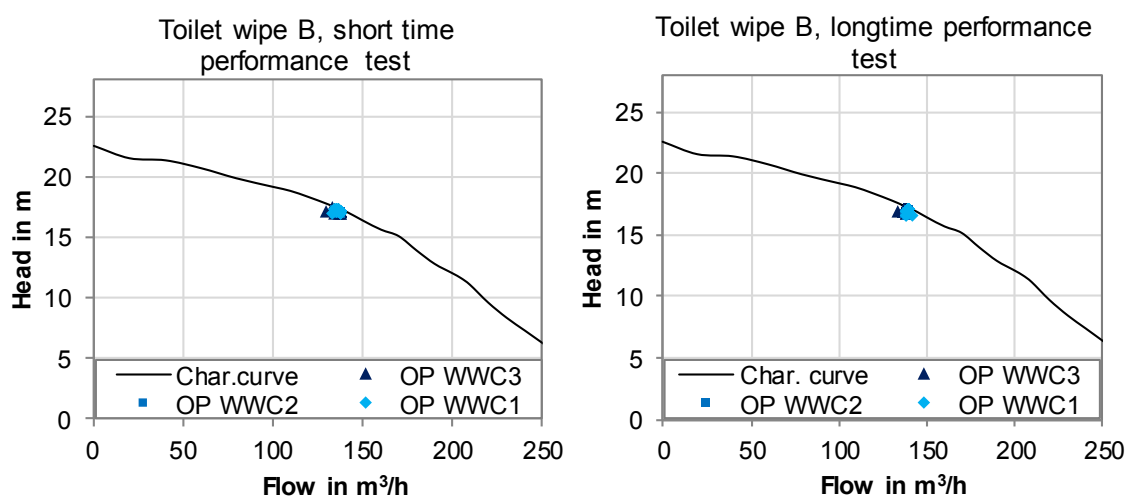 Toilet wipe B, short time
performance test
25
20
15
10
5
0
Head in m
Char.curve
OP WWC3
OP WWC2
OP WWC1
0 50 100 150 200 250
Flow in m³/h
Toilet wipe B, longtime performance
test
25
20
15
10
5
0
Head in m
Char. curve
OP WWC3
OP WWC2
OP WWC1
0 50 100 150 200 250
Flow in m³/h